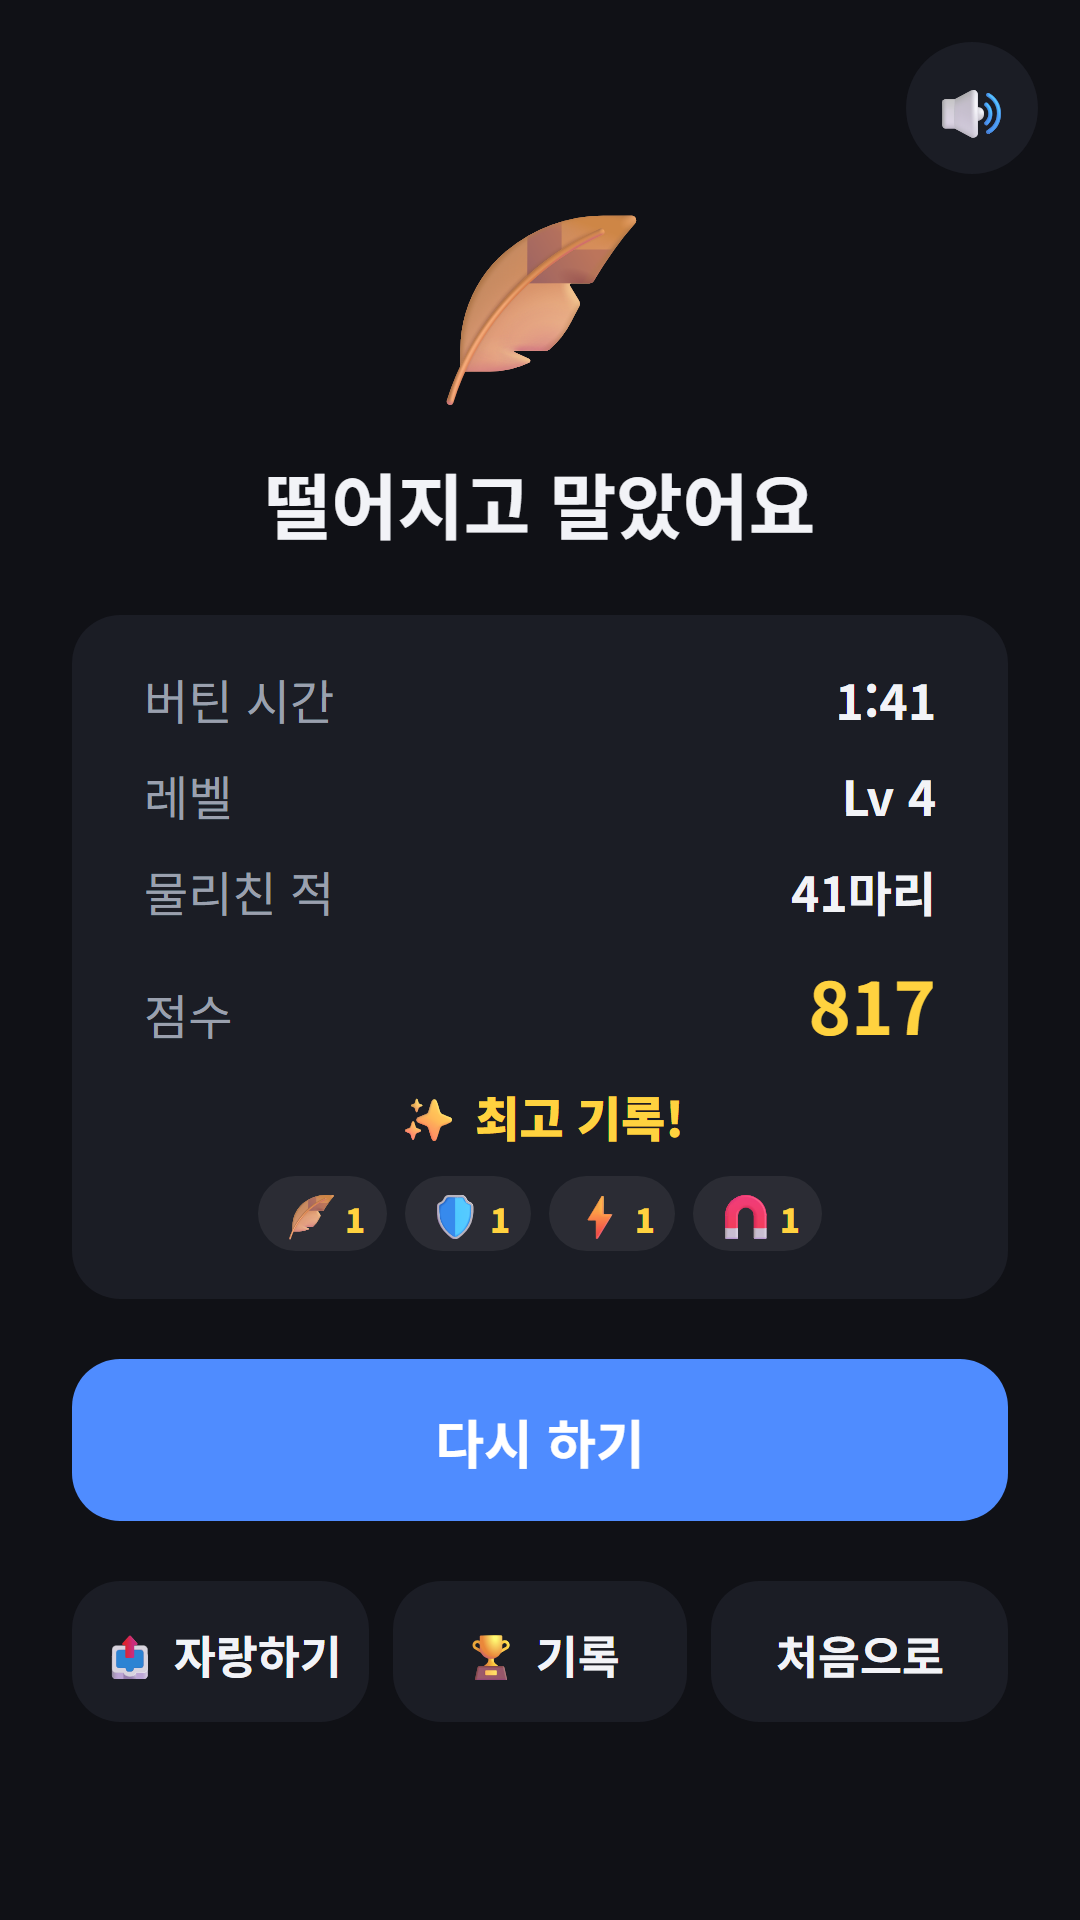 떨어지고 말았어요
버틴 시간 1:41
레벨 Lv 4
물리친 적 41마리
점수 817
✨ 최고 기록!
1 1 1 1
다시 하기
자랑하기 기록 처음으로